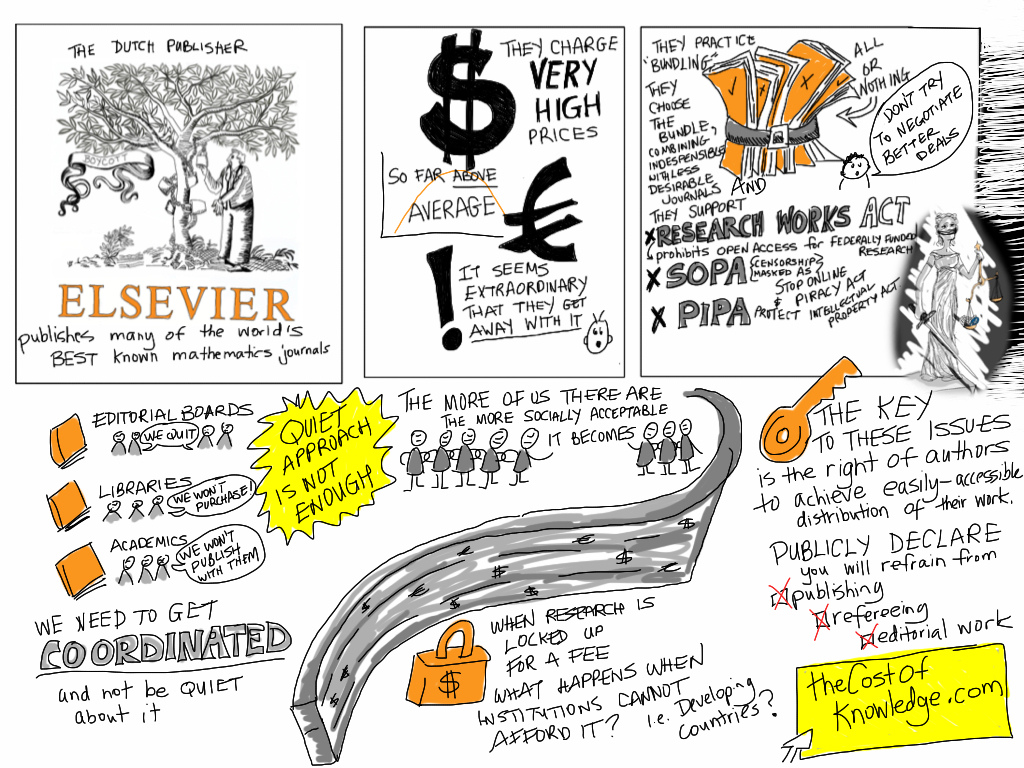 THE DUTCH PUBLISHER
BOYCOTT
ELSEVIER
publishes many of the world's
BEST known mathematics journals
$
THEY CHARGE
VERY
HIGH
PRICES
SO FAR ABOVE
AVERAGE
€
!
IT SEEMS
EXTRAORDINARY
THAT THEY GET
AWAY WITH IT
THEY PRACTICE
"BUNDLING"
THEY
CHOOSE
THE
BUNDLE,
COMBINING
INDESPENSIBLE
WITH LESS
DESIRABLE
JOURNALS
ALL
OR
NOTHING
DON'T TRY
TO NEGOTIATE
BETTER
DEALS
AND
THEY SUPPORT
X RESEARCH WORKS ACT
prohibits OPEN ACCESS for FEDERALLY FUNDED
RESEARCH
X SOPA (CENSORSHIP
MASKED AS)
STOP ONLINE
& PIRACY ACT
X PIPA PROTECT INTELLECTUAL
PROPERTY ACT
EDITORIAL BOARDS
WE QUIT
LIBRARIES
WE WON'T
PURCHASE!
ACADEMICS
WE WON'T
PUBLISH
WITH THEM
QUIET
APPROACH
IS NOT
ENOUGH
WE NEED TO GET
COORDINATED
and not be QUIET
about it
THE MORE OF US THERE ARE
THE MORE SOCIALLY ACCEPTABLE
IT BECOMES
WHEN RESEARCH IS
LOCKED UP
FOR A FEE
$
WHAT HAPPENS WHEN
INSTITUTIONS CANNOT
AFFORD IT? i.e. Developing
countries?
THE KEY
TO THESE ISSUES
is the right of authors
to achieve easily-accessible
distribution of their work.
PUBLICLY DECLARE
you will refrain from
publishing
refereeing
editorial work
theCostof
Knowledge.com